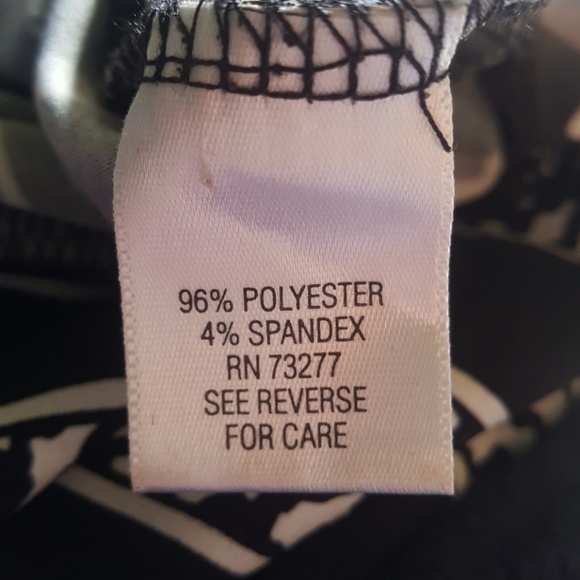 96% POLYESTER
4% SPANDEX
RN 73277
SEE REVERSE
FOR CARE